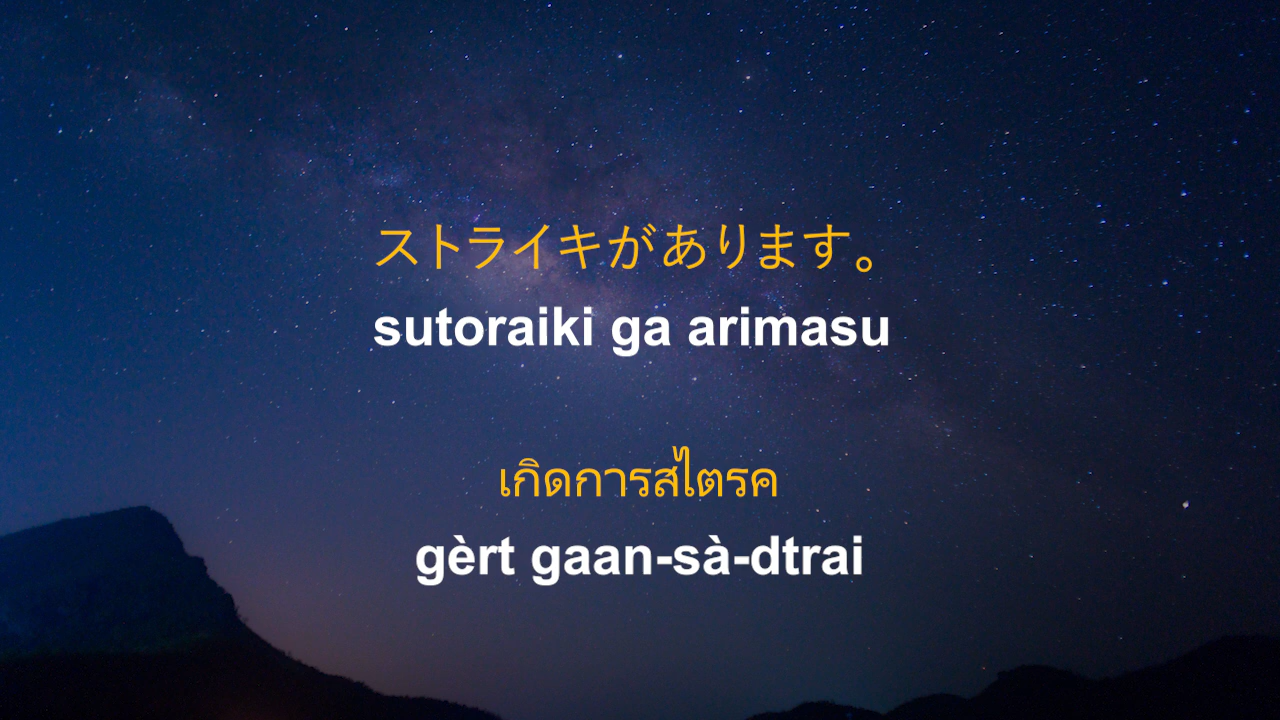 ストライキがあります。
sutoraiki ga arimasu
เกิดการสไตรค
gèrt gaan-sà-dtrai